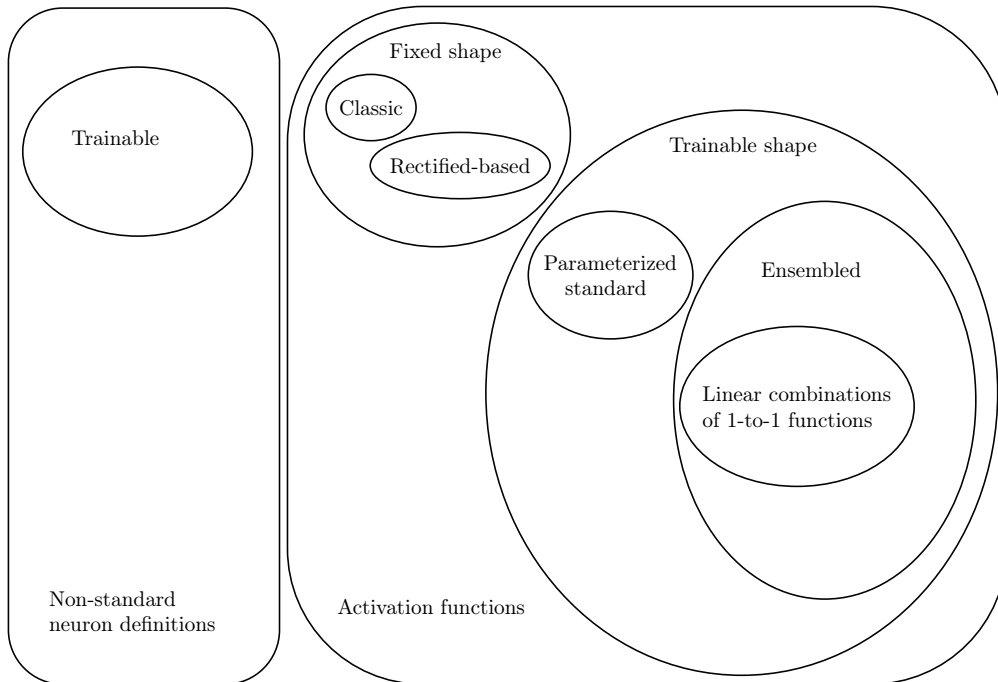 Fixed shape
Classic
Rectified-based
Trainable
Trainable shape
Parameterized
standard
Ensembled
Linear combinations
of 1-to-1 functions
Non-standard
neuron definitions
Activation functions